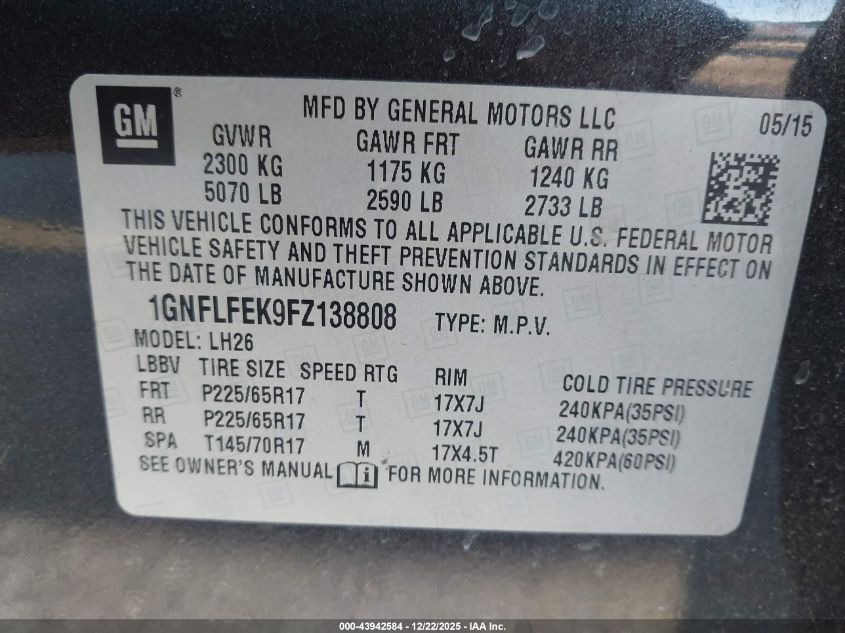 GM ®
MFD BY GENERAL MOTORS LLC
05/15
GVWR GAWR FRT GAWR RR
2300 KG 1175 KG 1240 KG
5070 LB 2590 LB 2733 LB
THIS VEHICLE CONFORMS TO ALL APPLICABLE U.S. FEDERAL MOTOR
VEHICLE SAFETY AND THEFT PREVENTION STANDARDS IN EFFECT ON
THE DATE OF MANUFACTURE SHOWN ABOVE.
1GNFLFEK9FZ138808 TYPE: M.P.V.
MODEL: LH26
LBBV TIRE SIZE SPEED RTG RIM COLD TIRE PRESSURE
FRT P225/65R17 T 17X7J 240KPA(35PSI)
RR P225/65R17 T 17X7J 240KPA(35PSI)
SPA T145/70R17 M 17X4.5T 420KPA(60PSI)
SEE OWNER'S MANUAL i FOR MORE INFORMATION.
000-43942584 - 12/22/2025 - IAA Inc.